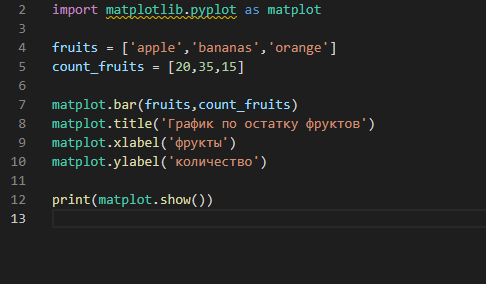 2 import matplotlib.pyplot as matplot
3
4 fruits = ['apple','bananas','orange']
5 count_fruits = [20,35,15]
6
7 matplot.bar(fruits,count_fruits)
8 matplot.title('График по остатку фруктов')
9 matplot.xlabel('фрукты')
10 matplot.ylabel('количество')
11
12 print(matplot.show())
13